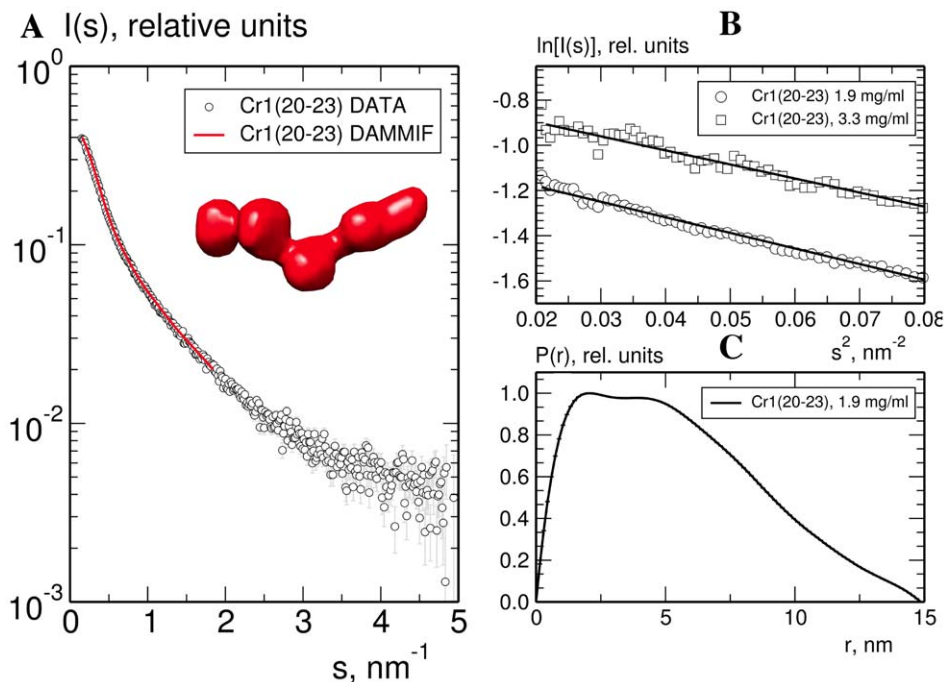 A
I(s), relative units
10^0
10^-1
10^-2
10^-3
0 1 2 3 4 5
s, nm^-1
Cr1(20-23) DATA
Cr1(20-23) DAMMIF
B
ln[I(s)], rel. units
-0.8
-1.0
-1.2
-1.4
-1.6
Cr1(20-23) 1.9 mg/ml
Cr1(20-23), 3.3 mg/ml
0.02 0.03 0.04 0.05 0.06 0.07 0.08
s^2, nm^-2
C
P(r), rel. units
1.0
0.8
0.6
0.4
0.2
0.0
Cr1(20-23), 1.9 mg/ml
0 5 10 15
r, nm